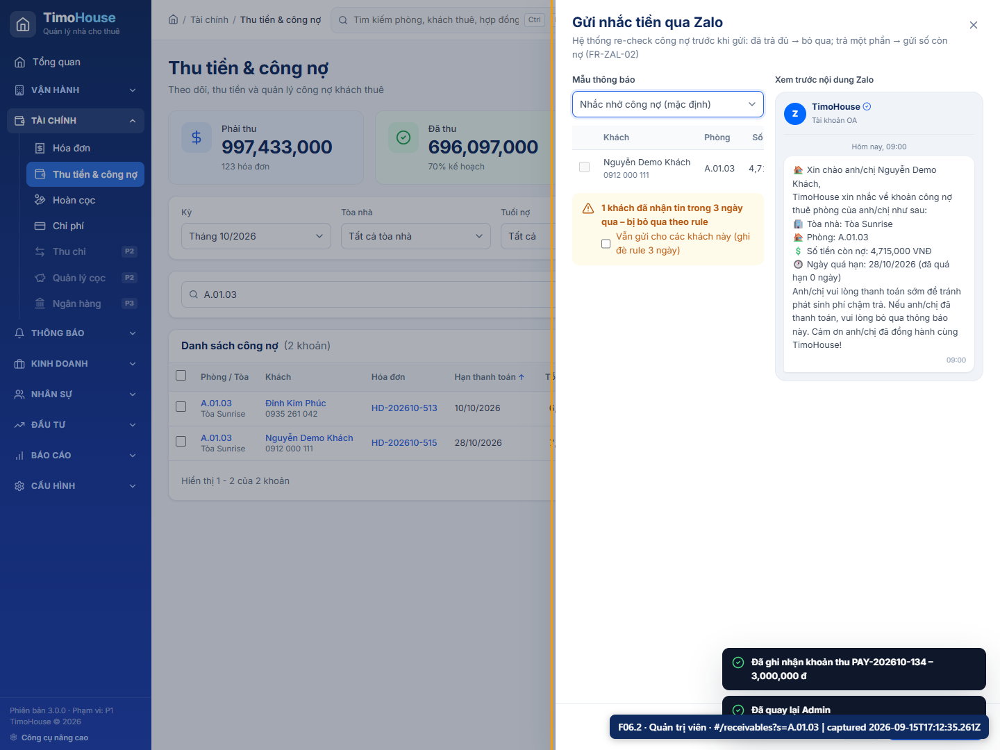 TimoHouse
Quản lý nhà cho thuê
Tổng quan
VẬN HÀNH
TÀI CHÍNH
Hóa đơn
Thu tiền & công nợ
Hoàn cọc
Chi phí
Thu chi P2
Quản lý cọc P2
Ngân hàng P3
THÔNG BÁO
KINH DOANH
NHÂN SỰ
ĐẦU TƯ
BÁO CÁO
CẤU HÌNH
Phiên bản 3.0.0 · Phạm vi: P1
TimoHouse © 2026
Công cụ nâng cao
/ Tài chính / Thu tiền & công nợ
Tìm kiếm phòng, khách thuê, hợp đồng Ctrl
Thu tiền & công nợ
Theo dõi, thu tiền và quản lý công nợ khách thuê
Phải thu
997,433,000
123 hóa đơn
Đã thu
696,097,000
70% kế hoạch
Kỳ
Tháng 10/2026
Tòa nhà
Tất cả tòa nhà
Tuổi nợ
Tất cả
A.01.03
Danh sách công nợ (2 khoản)
Phòng / Tòa Khách Hóa đơn Hạn thanh toán ↑
A.01.03 Đinh Kim Phúc HD-202610-513 10/10/2026
Tòa Sunrise 0935 261 042
A.01.03 Nguyễn Demo Khách HD-202610-515 28/10/2026
Tòa Sunrise 0912 000 111
Hiển thị 1 - 2 của 2 khoản
Gửi nhắc tiền qua Zalo
Hệ thống re-check công nợ trước khi gửi: đã trả đủ → bỏ qua; trả một phần → gửi số còn
nợ (FR-ZAL-02)
Mẫu thông báo
Nhắc nhở công nợ (mặc định)
Khách Phòng Số
Nguyễn Demo Khách A.01.03 4,71
0912 000 111
1 khách đã nhận tin trong 3 ngày
qua – bị bỏ qua theo rule
Vẫn gửi cho các khách này (ghi
đè rule 3 ngày)
Xem trước nội dung Zalo
Z
TimoHouse
Tài khoản OA
Hôm nay, 09:00
🏠 Xin chào anh/chị Nguyễn Demo
Khách,
TimoHouse xin nhắc về khoản công nợ
thuê phòng của anh/chị như sau:
🏢 Tòa nhà: Tòa Sunrise
🏠 Phòng: A.01.03
💲 Số tiền còn nợ: 4,715,000 VNĐ
🕐 Ngày quá hạn: 28/10/2026 (đã quá
hạn 0 ngày)
Anh/chị vui lòng thanh toán sớm để tránh
phát sinh phí chậm trả. Nếu anh/chị đã
thanh toán, vui lòng bỏ qua thông báo
này. Cảm ơn anh/chị đã đồng hành cùng
TimoHouse!
09:00
Đã ghi nhận khoản thu PAY-202610-134 –
3,000,000 đ
Đã quay lại Admin
F06.2 · Quản trị viên · #/receivables?s=A.01.03 | captured 2026-09-15T17:12:35.261Z